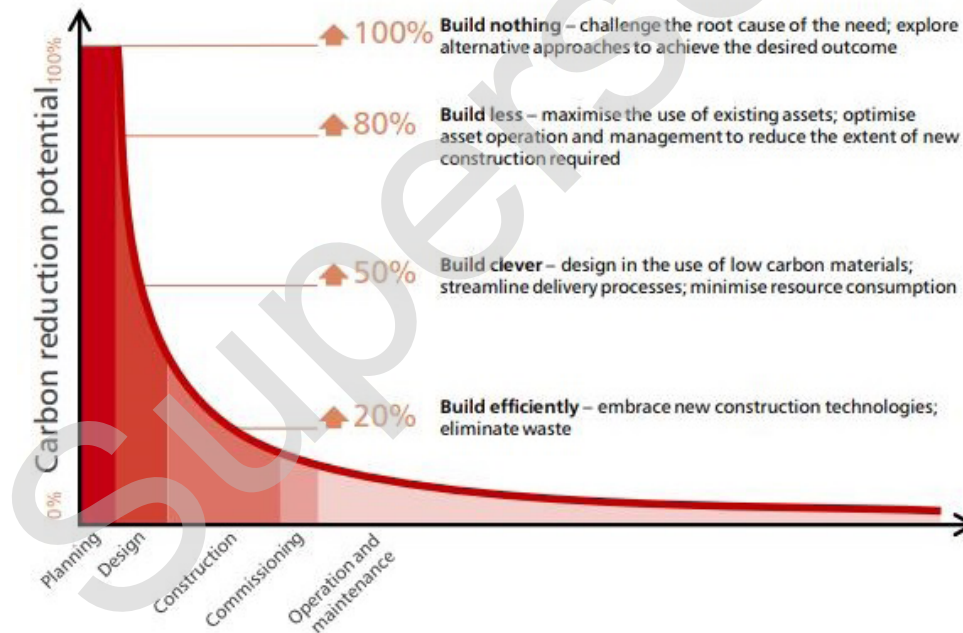 100% Build nothing – challenge the root cause of the need; explore
alternative approaches to achieve the desired outcome
80% Build less – maximise the use of existing assets; optimise
asset operation and management to reduce the extent of new
construction required
50% Build clever – design in the use of low carbon materials;
streamline delivery processes; minimise resource consumption
20% Build efficiently – embrace new construction technologies;
eliminate waste
Carbon reduction potential
100%
0%
Planning
Design
Construction
Commissioning
Operation and
maintenance